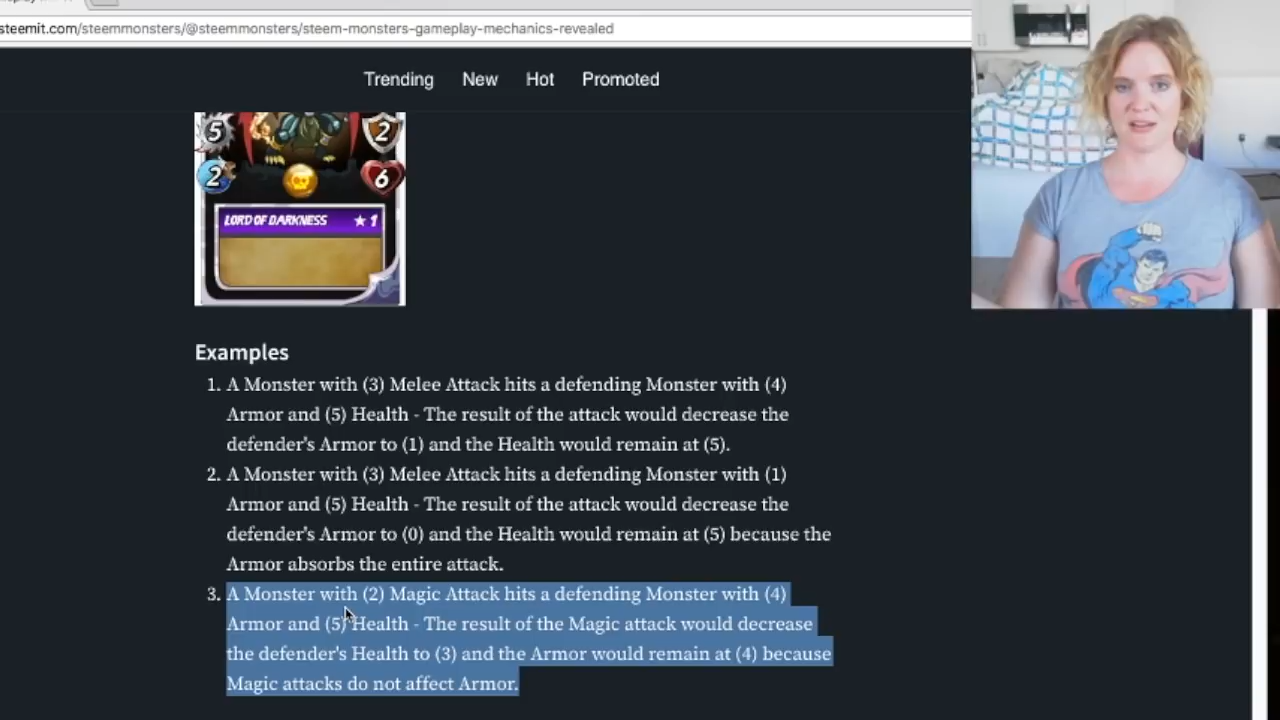 steemit.com/steemmonsters/@steemmonsters/steem-monsters-gameplay-mechanics-revealed
Trending New Hot Promoted
5 2
2 6
LORD OF DARKNESS ★ 1
Examples
1. A Monster with (3) Melee Attack hits a defending Monster with (4)
Armor and (5) Health - The result of the attack would decrease the
defender's Armor to (1) and the Health would remain at (5).
2. A Monster with (3) Melee Attack hits a defending Monster with (1)
Armor and (5) Health - The result of the attack would decrease the
defender's Armor to (0) and the Health would remain at (5) because the
Armor absorbs the entire attack.
3. A Monster with (2) Magic Attack hits a defending Monster with (4)
Armor and (5) Health - The result of the Magic attack would decrease
the defender's Health to (3) and the Armor would remain at (4) because
Magic attacks do not affect Armor.